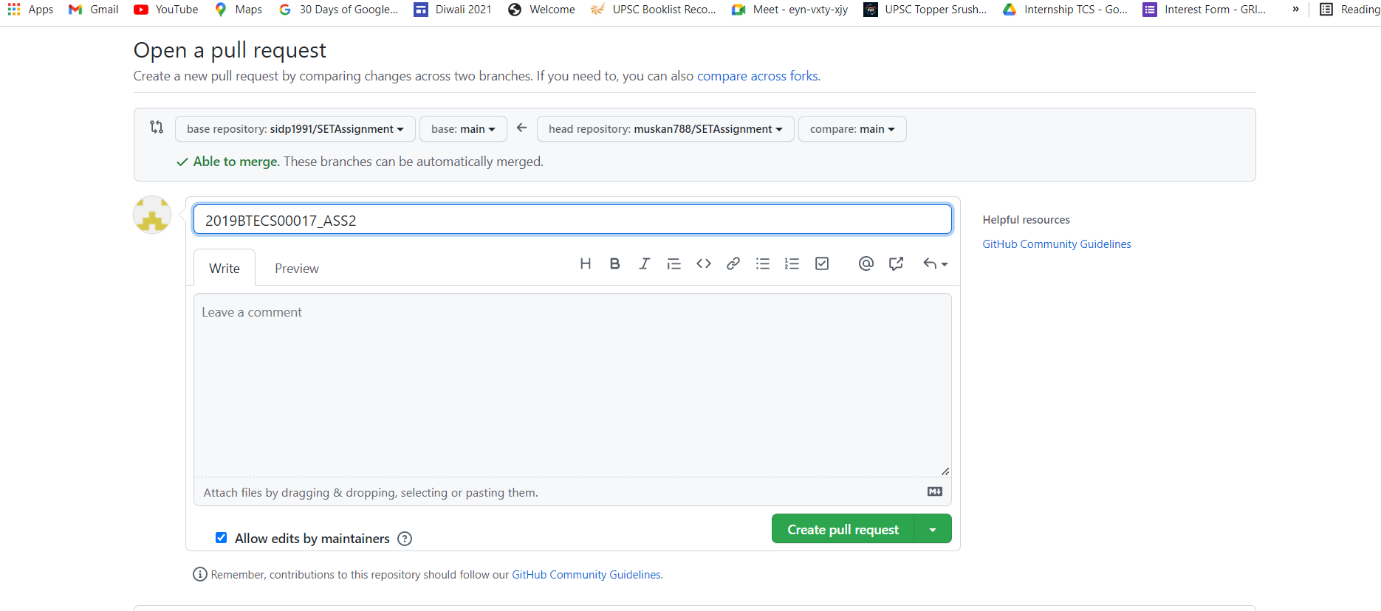 Apps Gmail YouTube Maps 30 Days of Google... Diwali 2021 Welcome UPSC Booklist Reco... Meet - eyn-vxty-xjy UPSC Topper Srush... Internship TCS - Go... Interest Form - GRI... » Reading
Open a pull request
Create a new pull request by comparing changes across two branches. If you need to, you can also compare across forks.
base repository: sidp1991/SETAssignment base: main ← head repository: muskan788/SETAssignment compare: main
Able to merge. These branches can be automatically merged.
2019BTECS00017_ASS2
Helpful resources
GitHub Community Guidelines
Write Preview H B I
Leave a comment
Attach files by dragging & dropping, selecting or pasting them.
Create pull request
Allow edits by maintainers
Remember, contributions to this repository should follow our GitHub Community Guidelines.